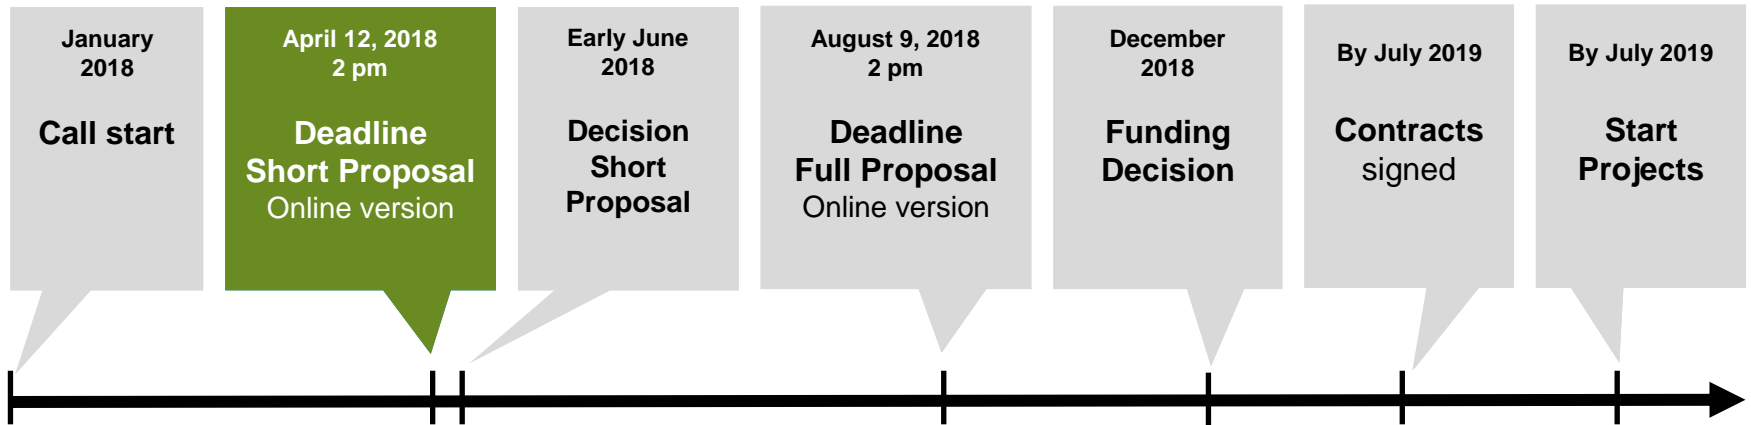 January
2018
Call start
April 12, 2018
2 pm
Deadline
Short Proposal
Online version
Early June
2018
Decision
Short
Proposal
August 9, 2018
2 pm
Deadline
Full Proposal
Online version
December
2018
Funding
Decision
By July 2019
Contracts
signed
By July 2019
Start
Projects